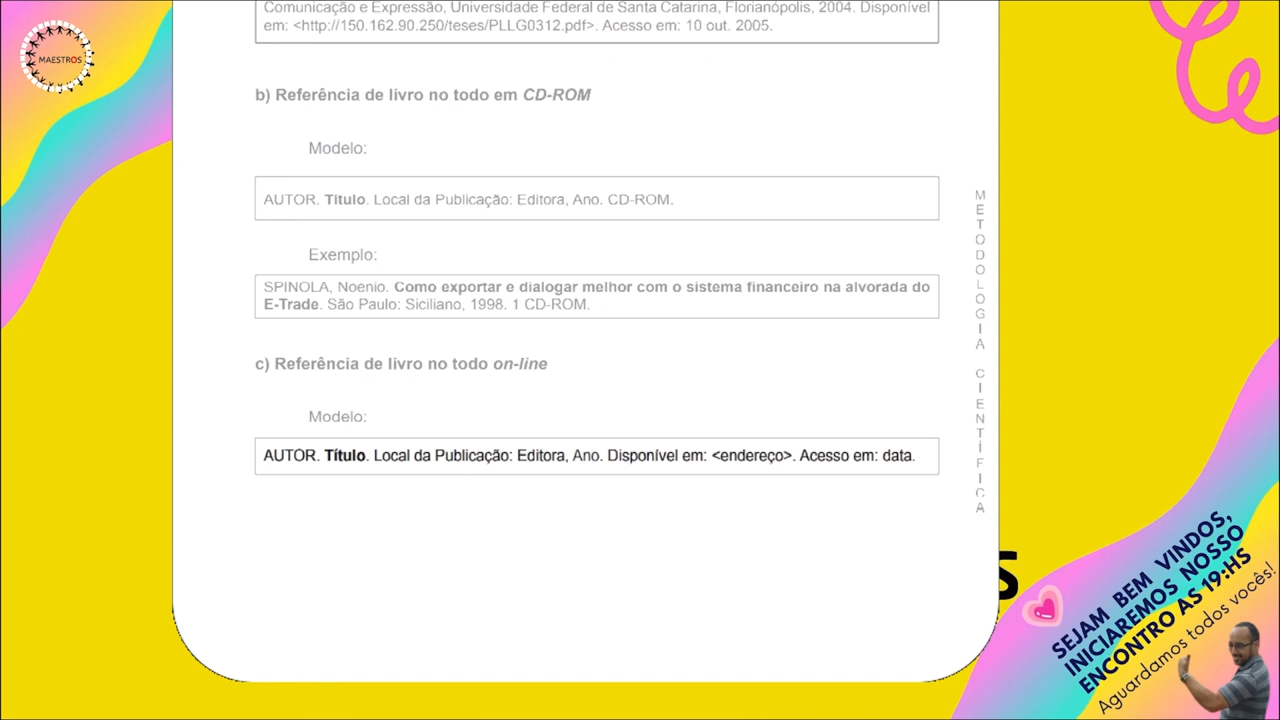 Comunicação e Expressão, Universidade Federal de Santa Catarina, Florianópolis, 2004. Disponível
em: <http://150.162.90.250/teses/PLLG0312.pdf>. Acesso em: 10 out. 2005.
MAESTROS
b) Referência de livro no todo em CD-ROM
Modelo:
AUTOR. Título. Local da Publicação: Editora, Ano. CD-ROM.
Exemplo:
SPINOLA, Noenio. Como exportar e dialogar melhor com o sistema financeiro na alvorada do
E-Trade. São Paulo: Siciliano, 1998. 1 CD-ROM.
c) Referência de livro no todo on-line
Modelo:
AUTOR. Título. Local da Publicação: Editora, Ano. Disponível em: <endereço>. Acesso em: data.
METODOLOGIA CIENTÍFICA
S
SEJAM BEM VINDOS,
INICIAREMOS NOSSO
ENCONTRO AS 19:HS
Aguardamos todos vocês!